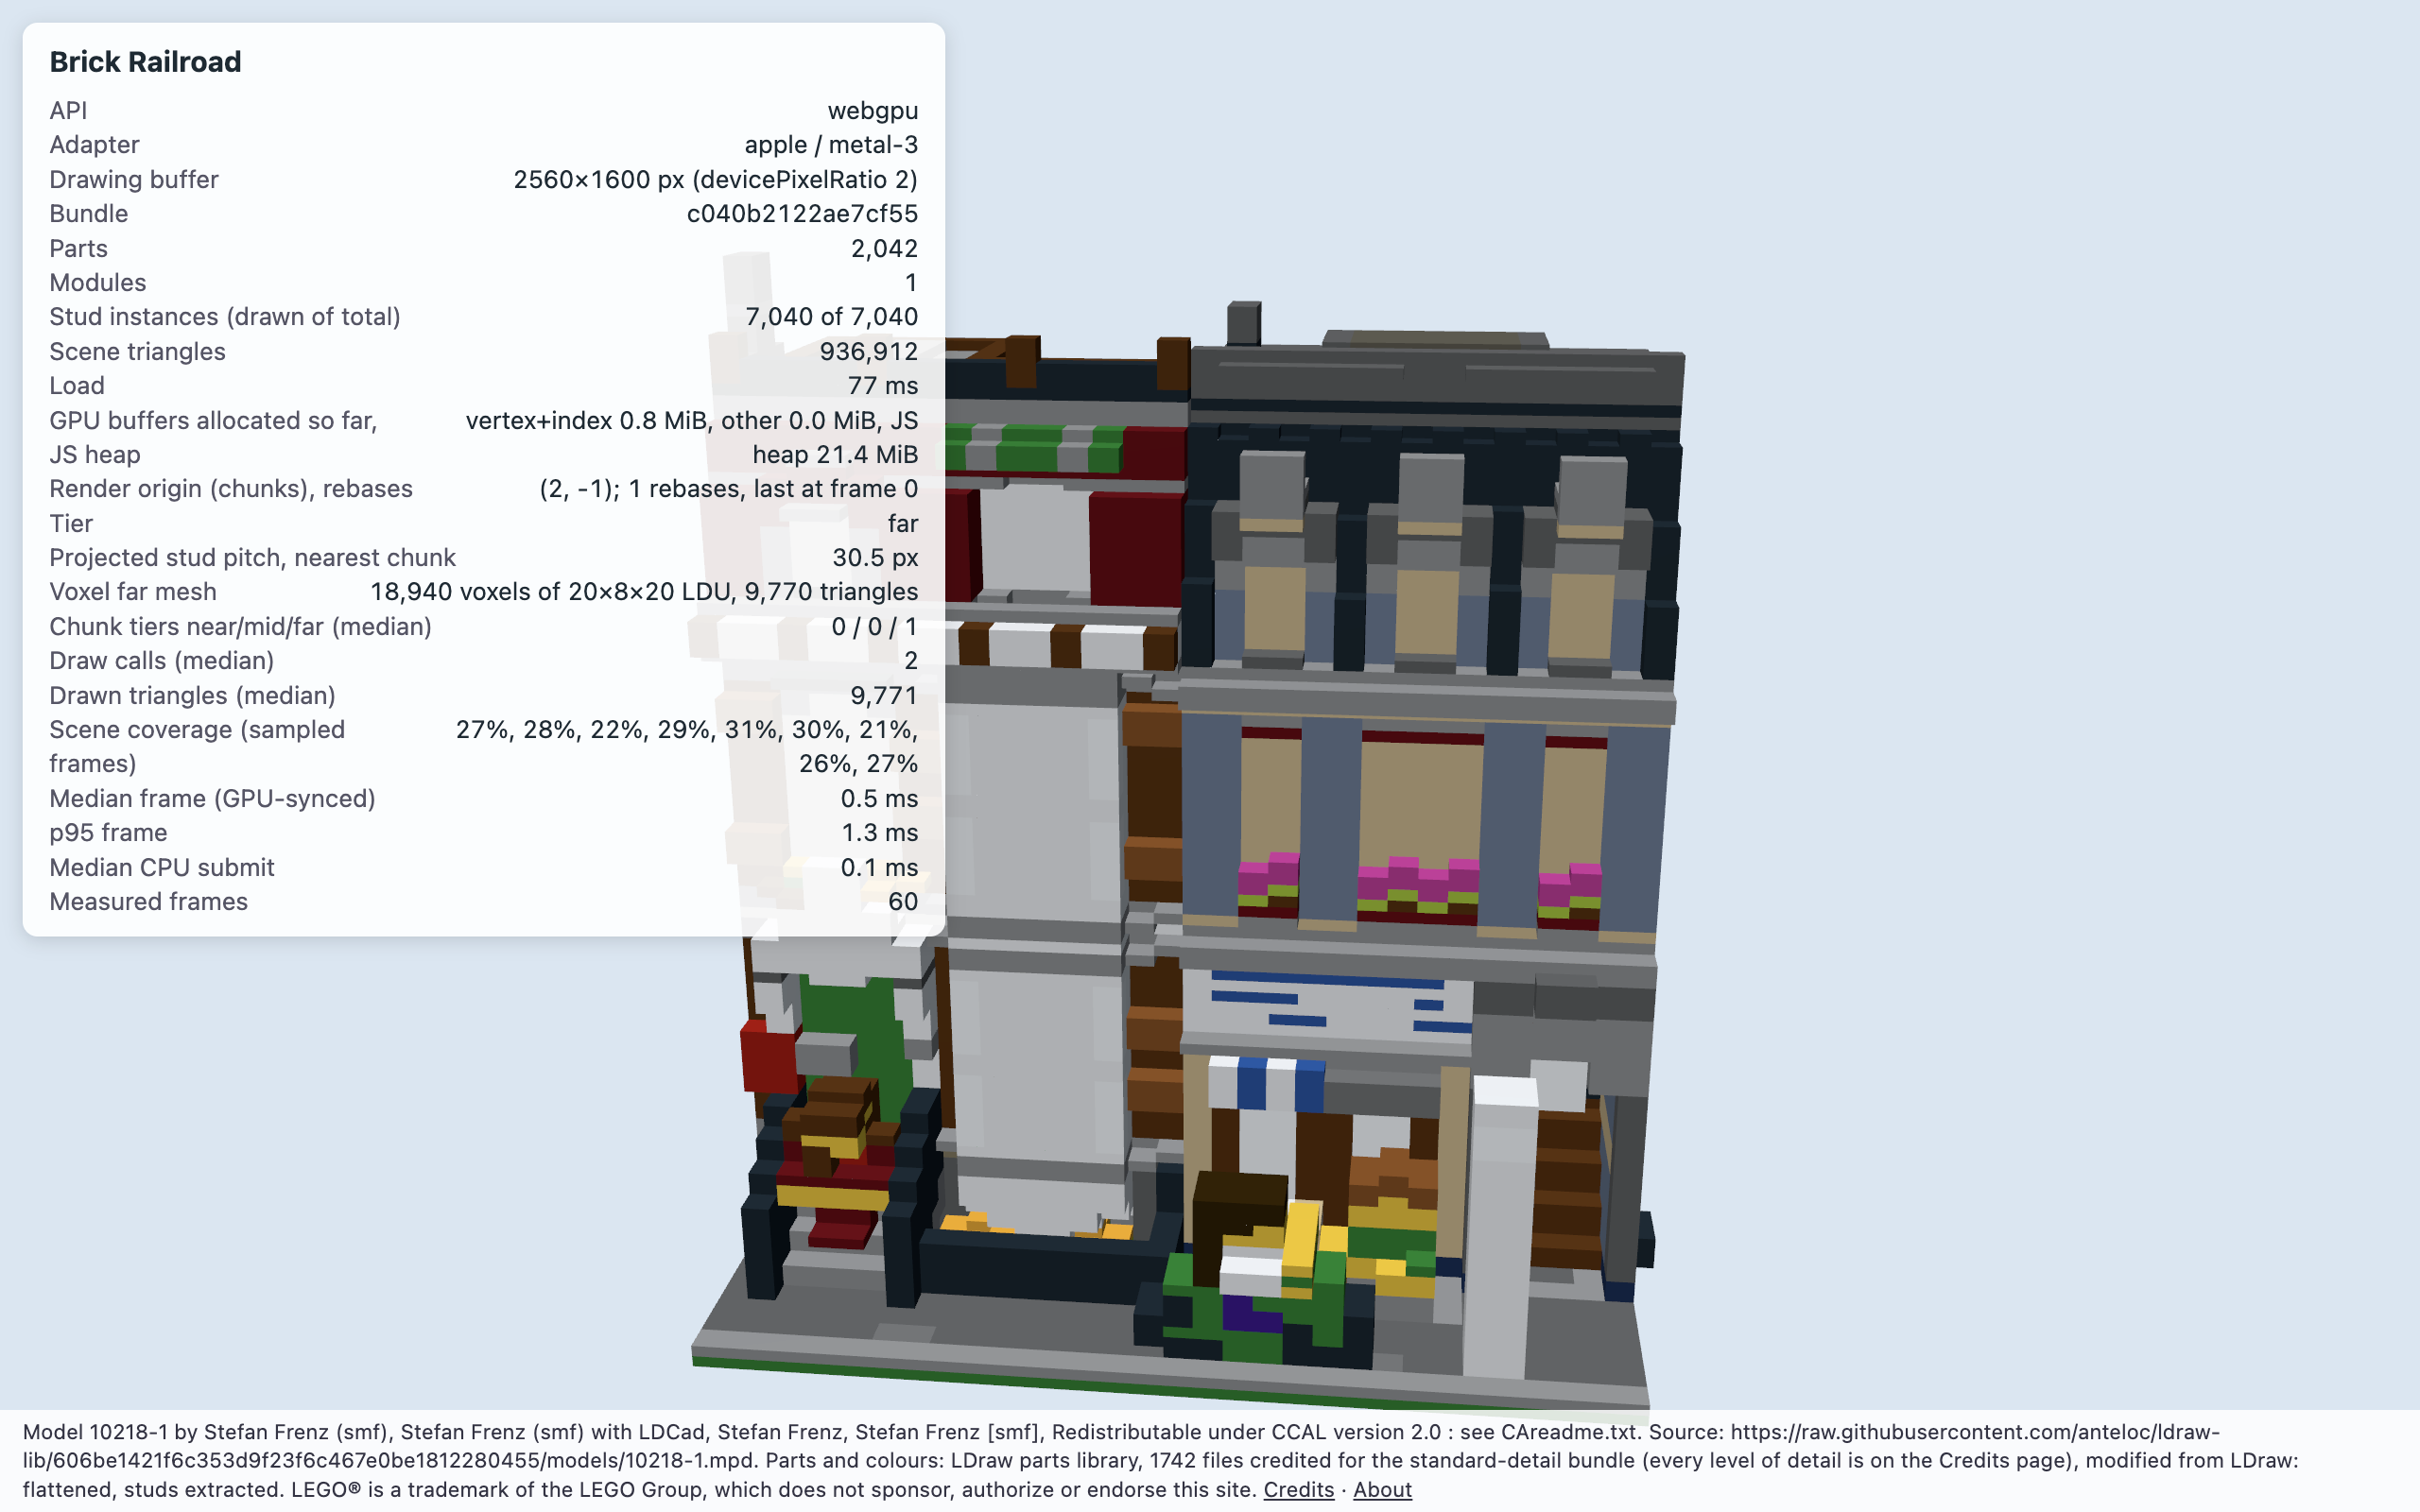 Brick Railroad
API webgpu
Adapter apple / metal-3
Drawing buffer 2560×1600 px (devicePixelRatio 2)
Bundle c040b2122ae7cf55
Parts 2,042
Modules 1
Stud instances (drawn of total) 7,040 of 7,040
Scene triangles 936,912
Load 77 ms
GPU buffers allocated so far, vertex+index 0.8 MiB, other 0.0 MiB, JS
JS heap heap 21.4 MiB
Render origin (chunks), rebases (2, -1); 1 rebases, last at frame 0
Tier far
Projected stud pitch, nearest chunk 30.5 px
Voxel far mesh 18,940 voxels of 20×8×20 LDU, 9,770 triangles
Chunk tiers near/mid/far (median) 0 / 0 / 1
Draw calls (median) 2
Drawn triangles (median) 9,771
Scene coverage (sampled 27%, 28%, 22%, 29%, 31%, 30%, 21%,
frames) 26%, 27%
Median frame (GPU-synced) 0.5 ms
p95 frame 1.3 ms
Median CPU submit 0.1 ms
Measured frames 60
Model 10218-1 by Stefan Frenz (smf), Stefan Frenz (smf) with LDCad, Stefan Frenz, Stefan Frenz [smf], Redistributable under CCAL version 2.0 : see CAreadme.txt. Source: https://raw.githubusercontent.com/anteloc/ldraw-
lib/606be1421f6c353d9f23f6c467e0be1812280455/models/10218-1.mpd. Parts and colours: LDraw parts library, 1742 files credited for the standard-detail bundle (every level of detail is on the Credits page), modified from LDraw:
flattened, studs extracted. LEGO® is a trademark of the LEGO Group, which does not sponsor, authorize or endorse this site. Credits · About